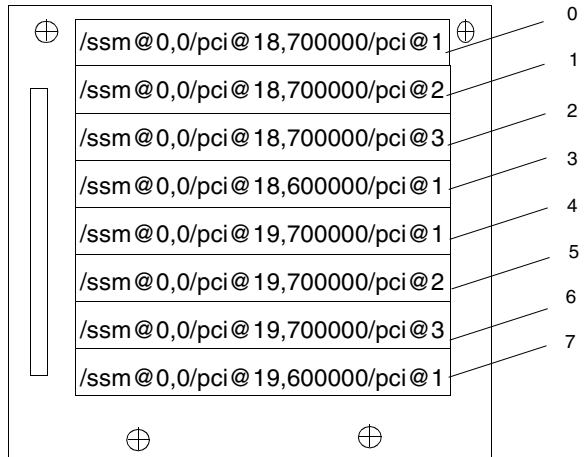 /ssm@0,0/pci@18,700000/pci@1 0
/ssm@0,0/pci@18,700000/pci@2 1
/ssm@0,0/pci@18,700000/pci@3 2
/ssm@0,0/pci@18,600000/pci@1 3
/ssm@0,0/pci@19,700000/pci@1 4
/ssm@0,0/pci@19,700000/pci@2 5
/ssm@0,0/pci@19,700000/pci@3 6
/ssm@0,0/pci@19,600000/pci@1 7